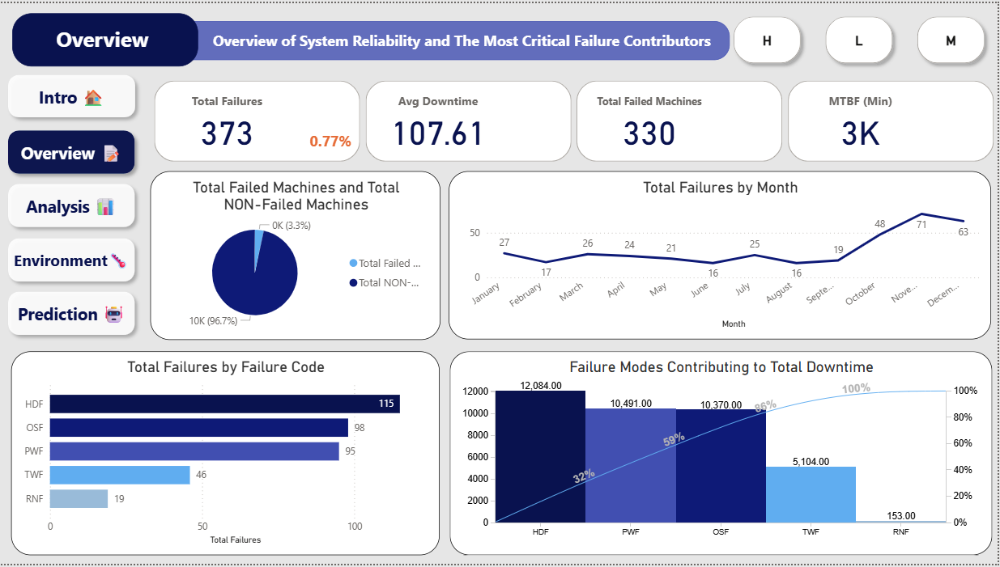 Overview
Overview of System Reliability and The Most Critical Failure Contributors
H
L
M
Intro
Overview
Analysis
Environment
Prediction
Total Failures
373
0.77%
Avg Downtime
107.61
Total Failed Machines
330
MTBF (Min)
3K
Total Failed Machines and Total
NON-Failed Machines
0K (3.3%)
10K (96.7%)
Total Failed ...
Total NON-...
Total Failures by Month
50
0
27
17
26
24
21
16
25
16
19
48
71
63
January
February
March
April
May
June
July
August
Septe...
October
Nove...
Decem...
Month
Total Failures by Failure Code
HDF
115
OSF
98
PWF
95
TWF
46
RNF
19
0
50
100
Total Failures
Failure Modes Contributing to Total Downtime
12000
10000
8000
6000
4000
2000
0
12,084.00
10,491.00
10,370.00
5,104.00
153.00
32%
59%
86%
100%
100%
80%
60%
40%
20%
0%
HDF
PWF
OSF
TWF
RNF